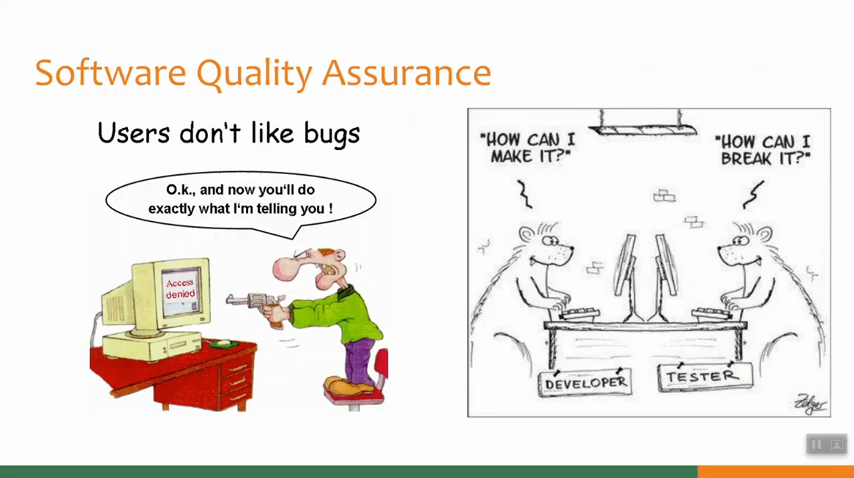 Software Quality Assurance
Users don't like bugs
O.k., and now you'll do
exactly what I'm telling you !
Access
denied
"HOW CAN I
MAKE IT?"
"HOW CAN I
BREAK IT?"
DEVELOPER
TESTER